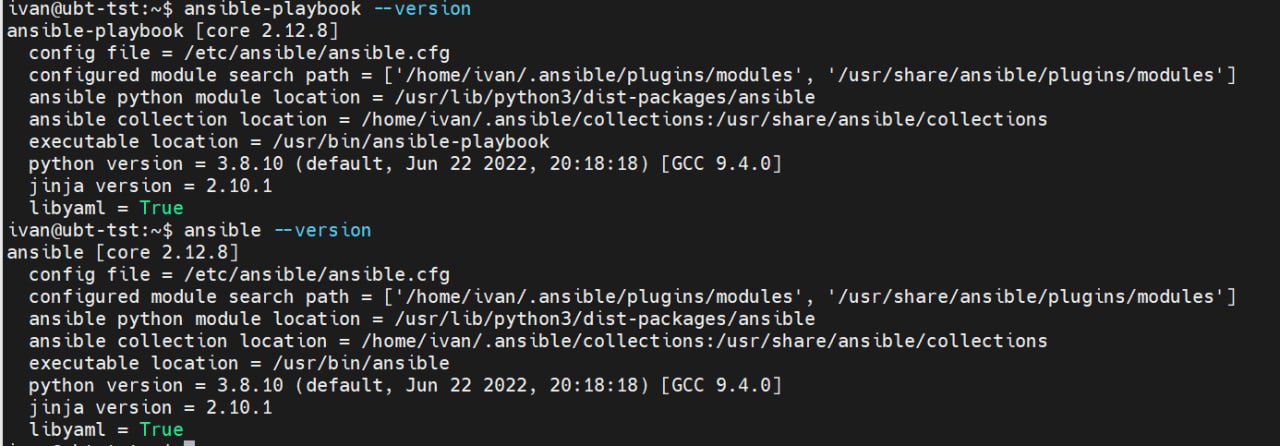 ivan@ubt-tst:~$ ansible-playbook --version
ansible-playbook [core 2.12.8]
  config file = /etc/ansible/ansible.cfg
  configured module search path = ['/home/ivan/.ansible/plugins/modules', '/usr/share/ansible/plugins/modules']
  ansible python module location = /usr/lib/python3/dist-packages/ansible
  ansible collection location = /home/ivan/.ansible/collections:/usr/share/ansible/collections
  executable location = /usr/bin/ansible-playbook
  python version = 3.8.10 (default, Jun 22 2022, 20:18:18) [GCC 9.4.0]
  jinja version = 2.10.1
  libyaml = True
ivan@ubt-tst:~$ ansible --version
ansible [core 2.12.8]
  config file = /etc/ansible/ansible.cfg
  configured module search path = ['/home/ivan/.ansible/plugins/modules', '/usr/share/ansible/plugins/modules']
  ansible python module location = /usr/lib/python3/dist-packages/ansible
  ansible collection location = /home/ivan/.ansible/collections:/usr/share/ansible/collections
  executable location = /usr/bin/ansible
  python version = 3.8.10 (default, Jun 22 2022, 20:18:18) [GCC 9.4.0]
  jinja version = 2.10.1
  libyaml = True